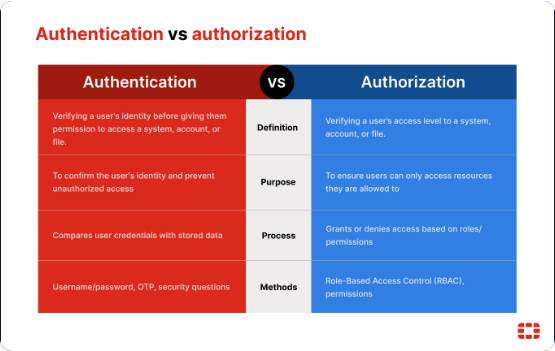 Authentication vs authorization
Authentication
VS
Authorization
Verifying a user's identity before giving them
permission to access a system, account, or
file.
Definition
Verifying a user's access level to a system,
account, or file.
To confirm the user's identity and prevent
unauthorized access
Purpose
To ensure users can only access resources
they are allowed to
Compares user credentials with stored data
Process
Grants or denies access based on roles/
permissions
Username/password, OTP, security questions
Methods
Role-Based Access Control (RBAC),
permissions